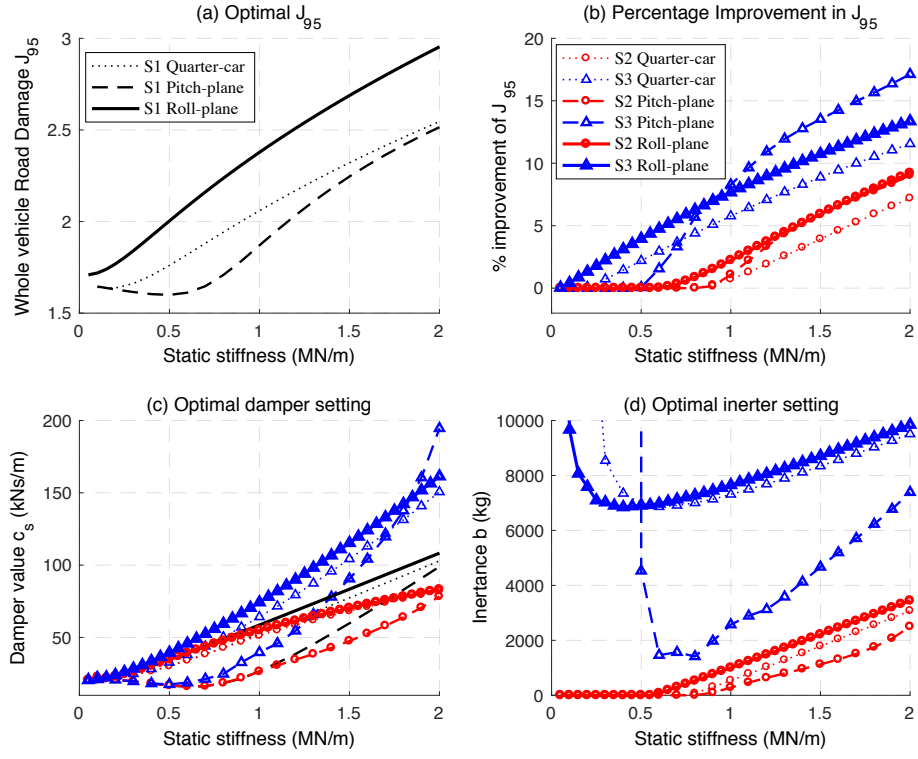 (a) Optimal J95
Whole vehicle Road Damage J95
3
2.5
2
1.5
S1 Quarter-car
S1 Pitch-plane
S1 Roll-plane
0
0.5
1
1.5
2
Static stiffness (MN/m)
(b) Percentage Improvement in J95
% improvement of J95
20
15
10
5
0
S2 Quarter-car
S3 Quarter-car
S2 Pitch-plane
S3 Pitch-plane
S2 Roll-plane
S3 Roll-plane
0
0.5
1
1.5
2
Static stiffness (MN/m)
(c) Optimal damper setting
Damper value cs (kNs/m)
200
150
100
50
0
0.5
1
1.5
2
Static stiffness (MN/m)
(d) Optimal inerter setting
Inertance b (kg)
10000
8000
6000
4000
2000
0
0
0.5
1
1.5
2
Static stiffness (MN/m)